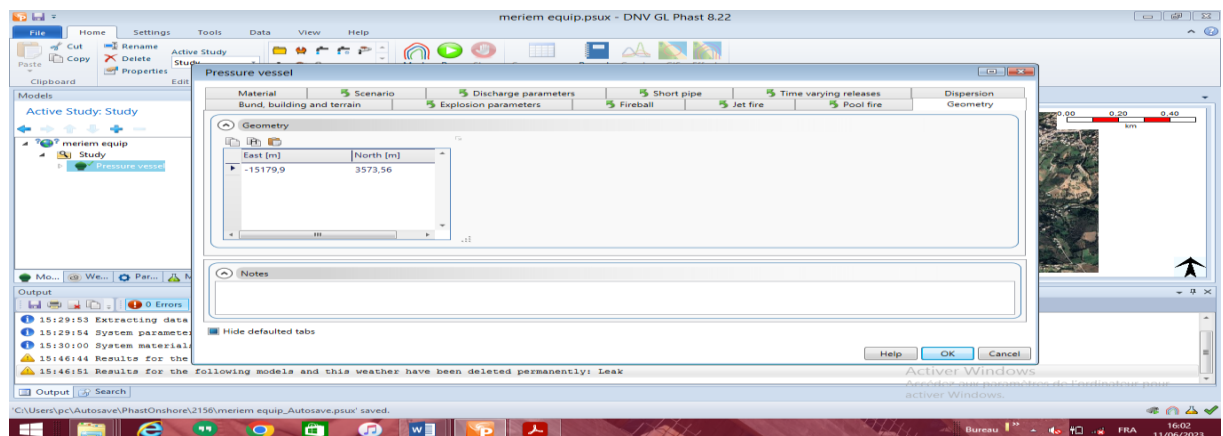 meriem equip.psux - DNV GL Phast 8.22
File Home Settings Tools Data View Help
Paste Cut Copy Rename Delete Properties Active Study
Clipboard Edit
Models
Active Study: Study
meriem equip
Study
Pressure vessel
Pressure vessel
Material Scenario Discharge parameters Short pipe Time varying releases Dispersion
Bund, building and terrain Explosion parameters Fireball Jet fire Pool fire Geometry
Geometry
East [m] North [m]
-15179,9 3573,56
Notes
Hide defaulted tabs
Help OK Cancel
0,00 0,20 0,40
km
Mo... We... Par... M
Output
0 Errors
15:29:53 Extracting data
15:29:54 System parameter
15:30:00 System materials
15:46:44 Results for the
15:46:51 Results for the following models and this weather have been deleted permanently: Leak
Output Search
Activer Windows
Accédez aux paramètres de l'ordinateur pour
activer Windows.
'C:\Users\pc\Autosave\PhastOnshore\2156\meriem equip_Autosave.psux' saved.
Bureau FRA 16:02
11/06/2023